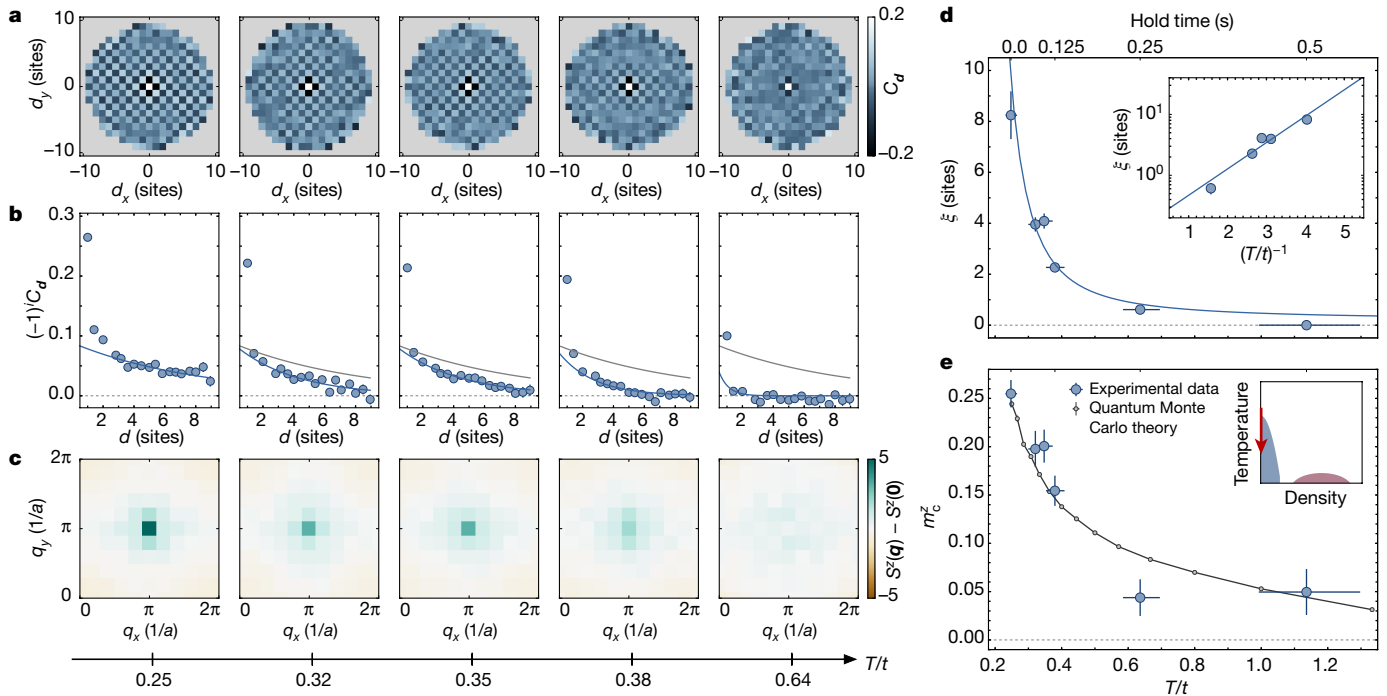 a
10
0
−10
d_y (sites)
−10 0 10
−10 0 10
−10 0 10
−10 0 10
−10 0 10
d_x (sites)
d_x (sites)
d_x (sites)
d_x (sites)
d_x (sites)
0.2
C_d
−0.2
b
0.3
0.2
0.1
0.0
(−1)^i C_d
2 4 6 8
2 4 6 8
2 4 6 8
2 4 6 8
2 4 6 8
d (sites)
d (sites)
d (sites)
d (sites)
d (sites)
c
2π
π
0
q_y (1/a)
0 π 2π
0 π 2π
0 π 2π
0 π 2π
0 π 2π
q_x (1/a)
q_x (1/a)
q_x (1/a)
q_x (1/a)
q_x (1/a)
5
S^z(q) − S^z(0)
−5
T/t
0.25 0.32 0.35 0.38 0.64
d
Hold time (s)
0.0 0.125 0.25 0.5
10
8
6
4
2
0
ξ (sites)
10^1
10^0
ξ (sites)
1 2 3 4 5
(T/t)^−1
e
0.25
0.20
0.15
0.10
0.05
0.00
m_c^z
Experimental data
Quantum Monte
Carlo theory
Temperature
Density
0.2 0.4 0.6 0.8 1.0 1.2
T/t